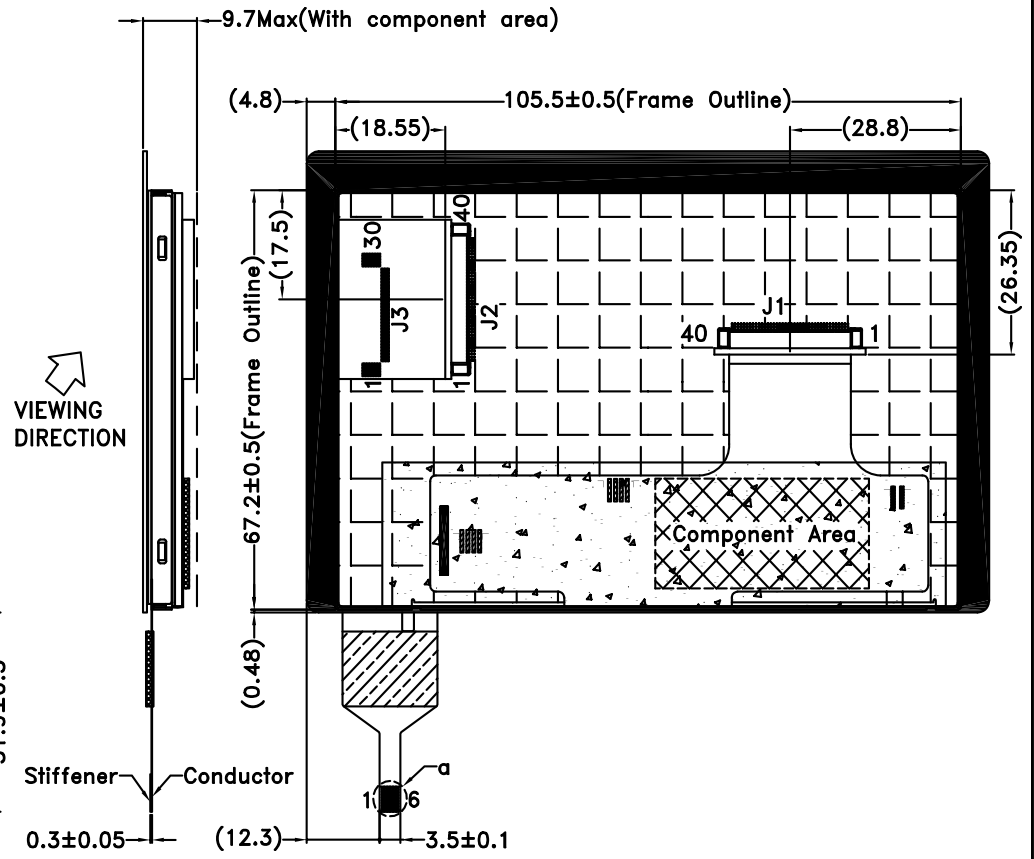 9.7Max(With component area)
(4.8)
105.5±0.5(Frame Outline)
(18.55)
(28.8)
(17.5)
67.2±0.5(Frame Outline)
(26.35)
30
40
J3
J2
1
1
J1
40
1
VIEWING
DIRECTION
Component Area
(0.48)
Stiffener
Conductor
a
1
6
0.3±0.05
(12.3)
3.5±0.1